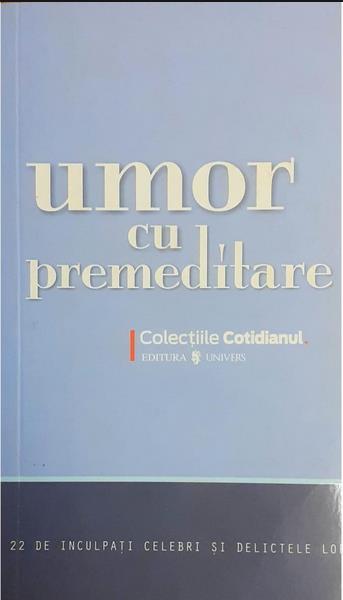 umor
cu
premeditare
Colecțiile Cotidianul.
EDITURA UNIVERS
22 DE INCULPAȚI CELEBRI ȘI DELICTELE